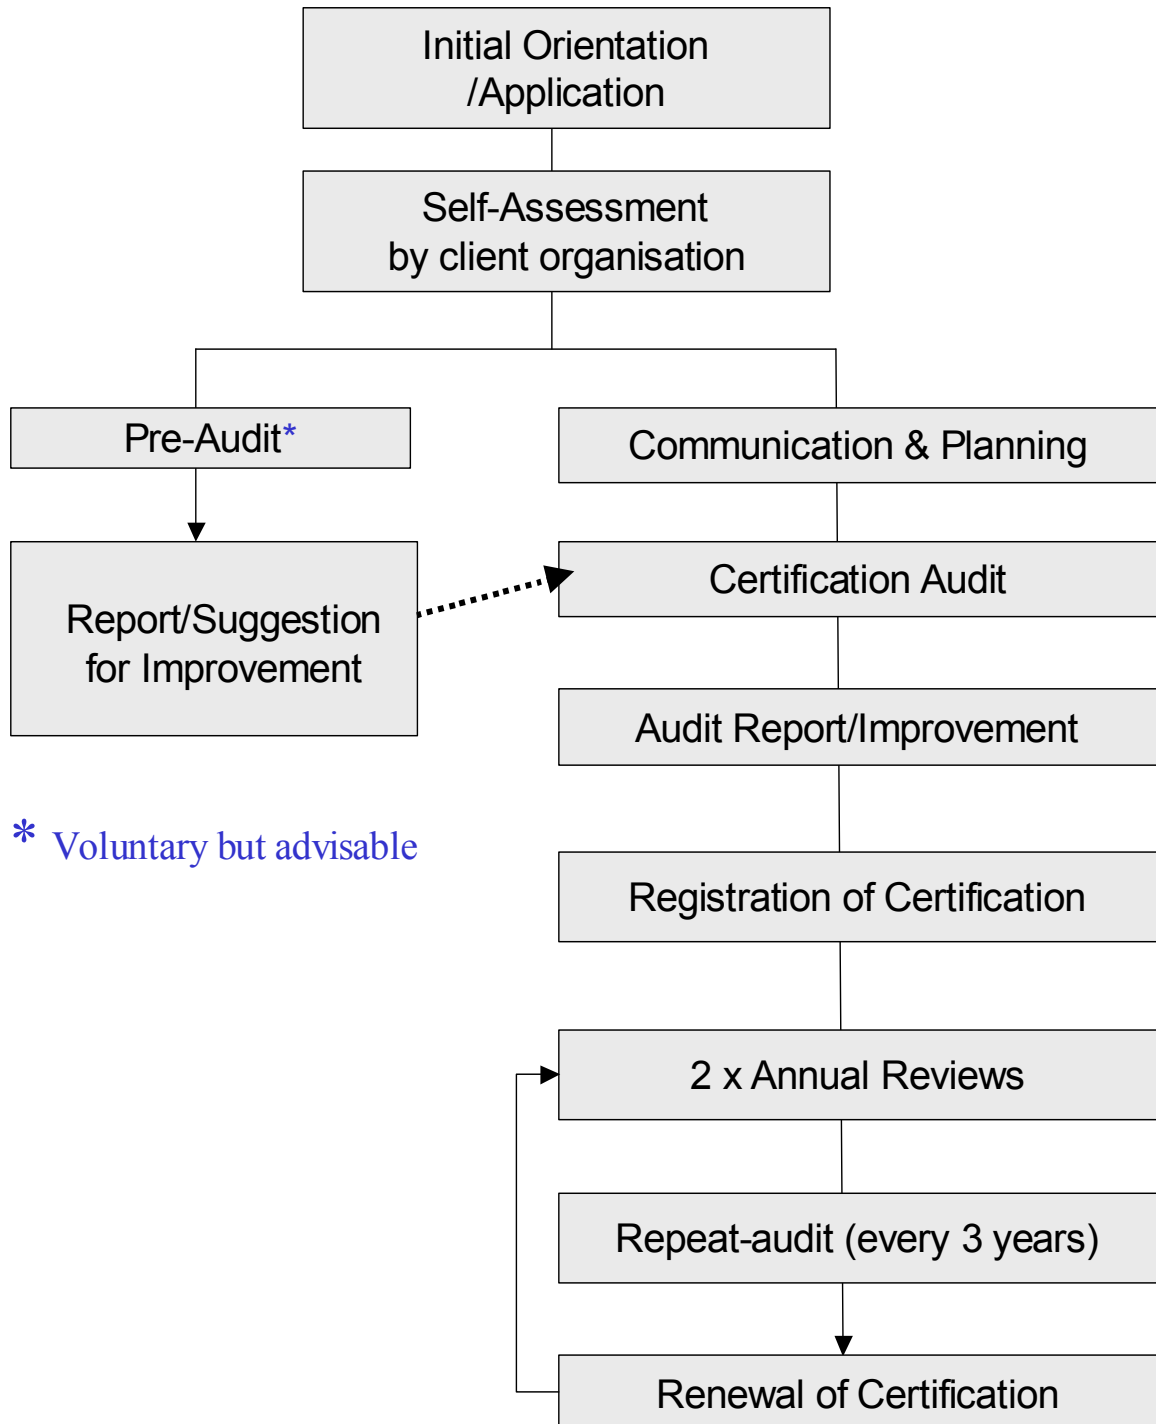 Initial Orientation
/Application
Self-Assessment
by client organisation
Pre-Audit*
Communication & Planning
Report/Suggestion
for Improvement
Certification Audit
Audit Report/Improvement
* Voluntary but advisable
Registration of Certification
2 x Annual Reviews
Repeat-audit (every 3 years)
Renewal of Certification